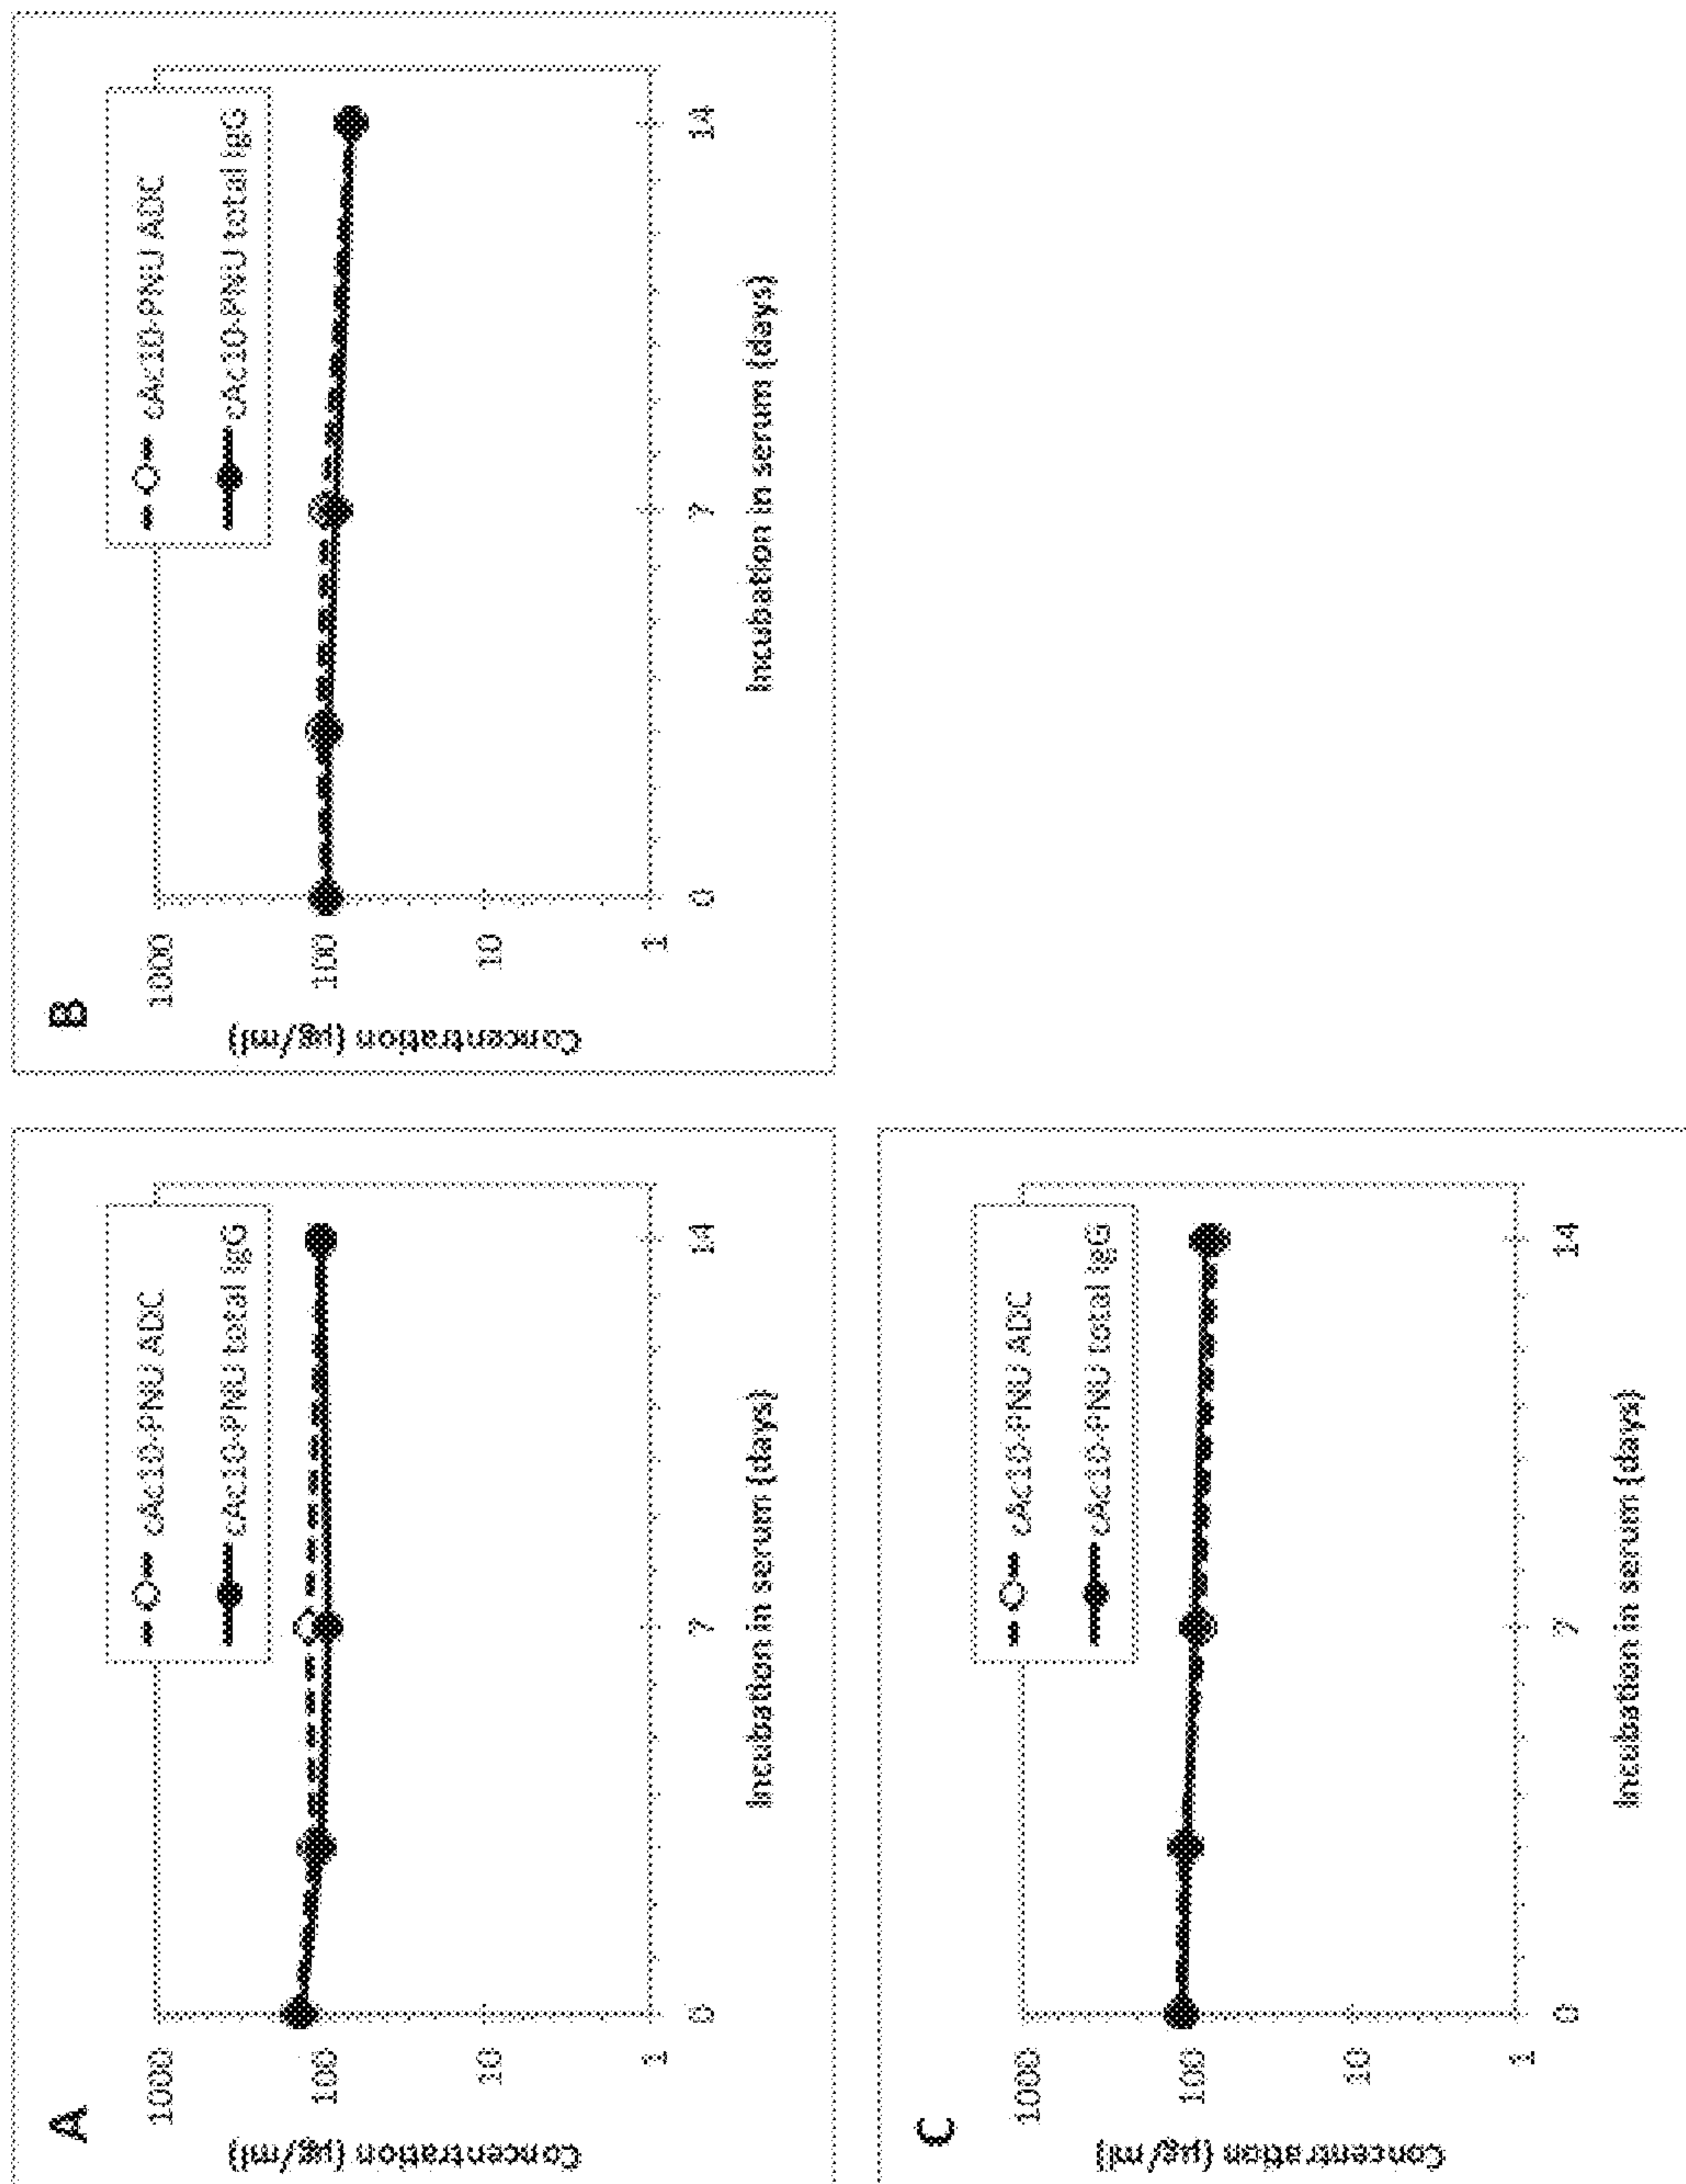 A
Concentration (µg/ml)
1000
100
10
1
0
7
14
Incubation in serum (days)
cAc10-PNU ADC
cAc10-PNU total IgG
B
Concentration (µg/ml)
1000
100
10
1
0
7
14
Incubation in serum (days)
cAc10-PNU ADC
cAc10-PNU total IgG
C
Concentration (µg/ml)
1000
100
10
1
0
7
14
Incubation in serum (days)
cAc10-PNU ADC
cAc10-PNU total IgG